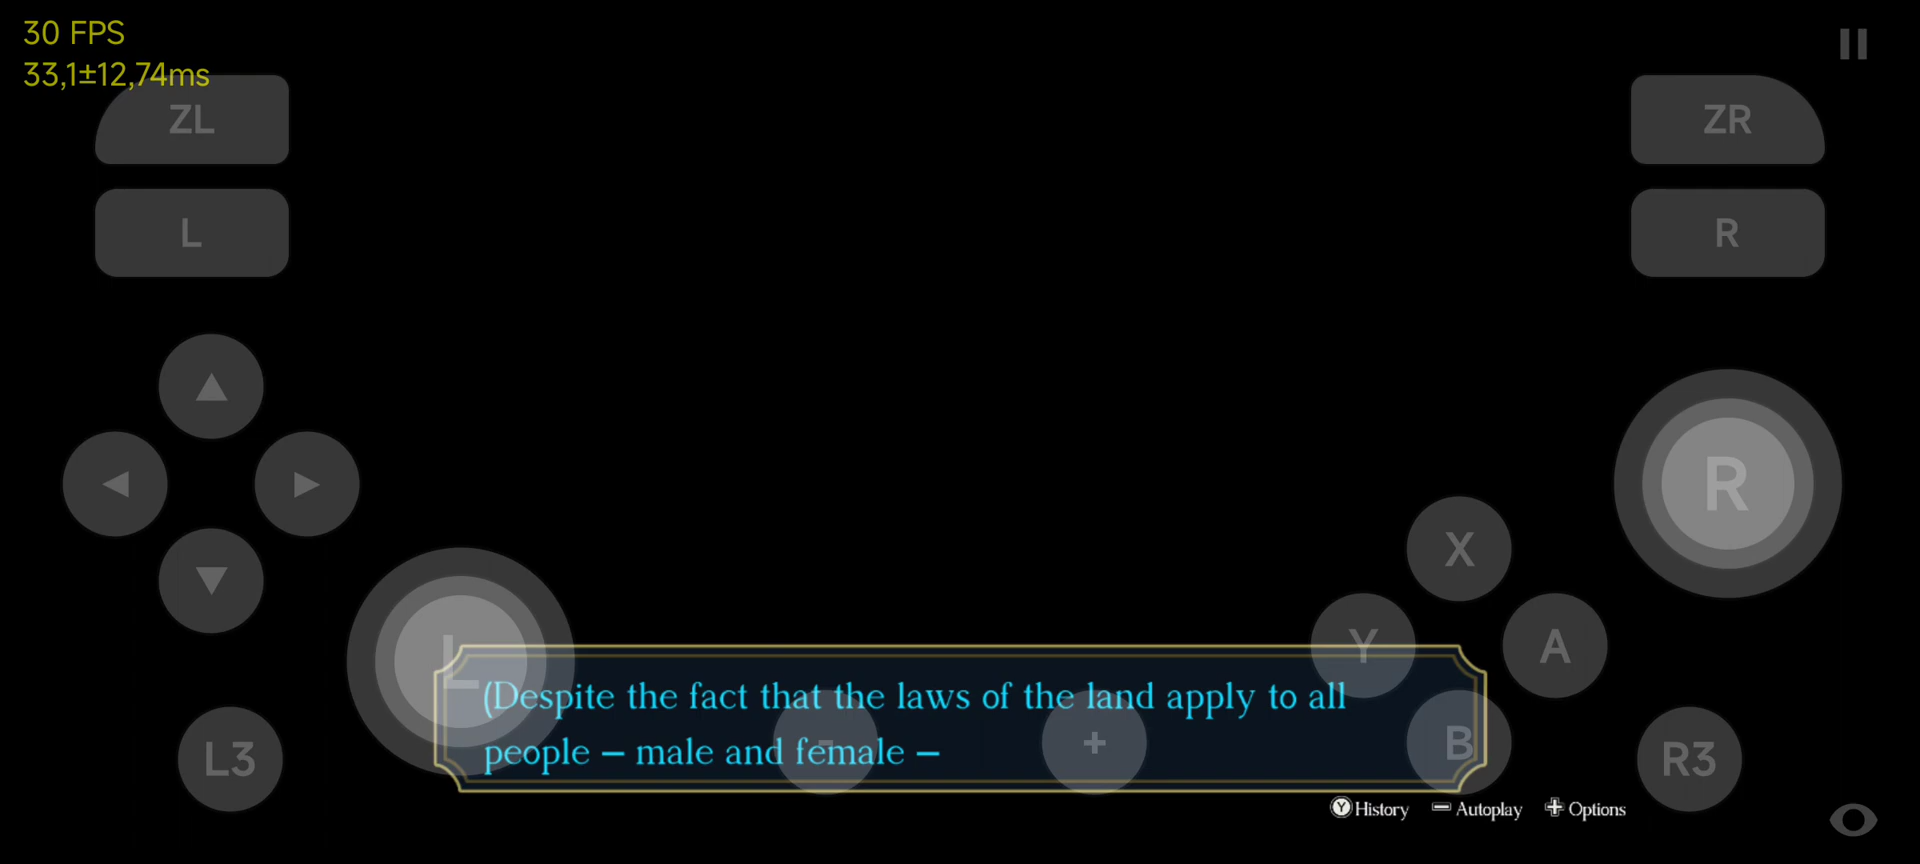 30 FPS
33,1±12,74ms
ZL
ZR
L
R
R
X
Y
A
L
(Despite the fact that the laws of the land apply to all
people — male and female —
-
+
B
L3
R3
Y History - Autoplay + Options